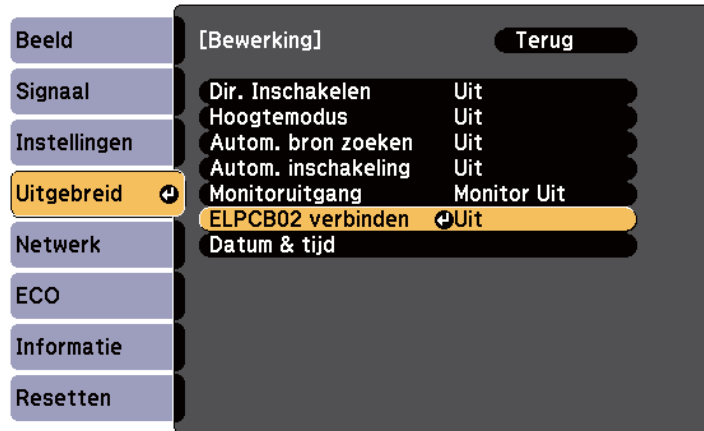 Beeld
Signaal
Instellingen
Uitgebreid
Netwerk
ECO
Informatie
Resetten
[Bewerking] Terug
Dir. Inschakelen Uit
Hoogtemodus Uit
Autom. bron zoeken Uit
Autom. inschakeling Uit
Monitoruitgang Monitor Uit
ELPCB02 verbinden Uit
Datum & tijd